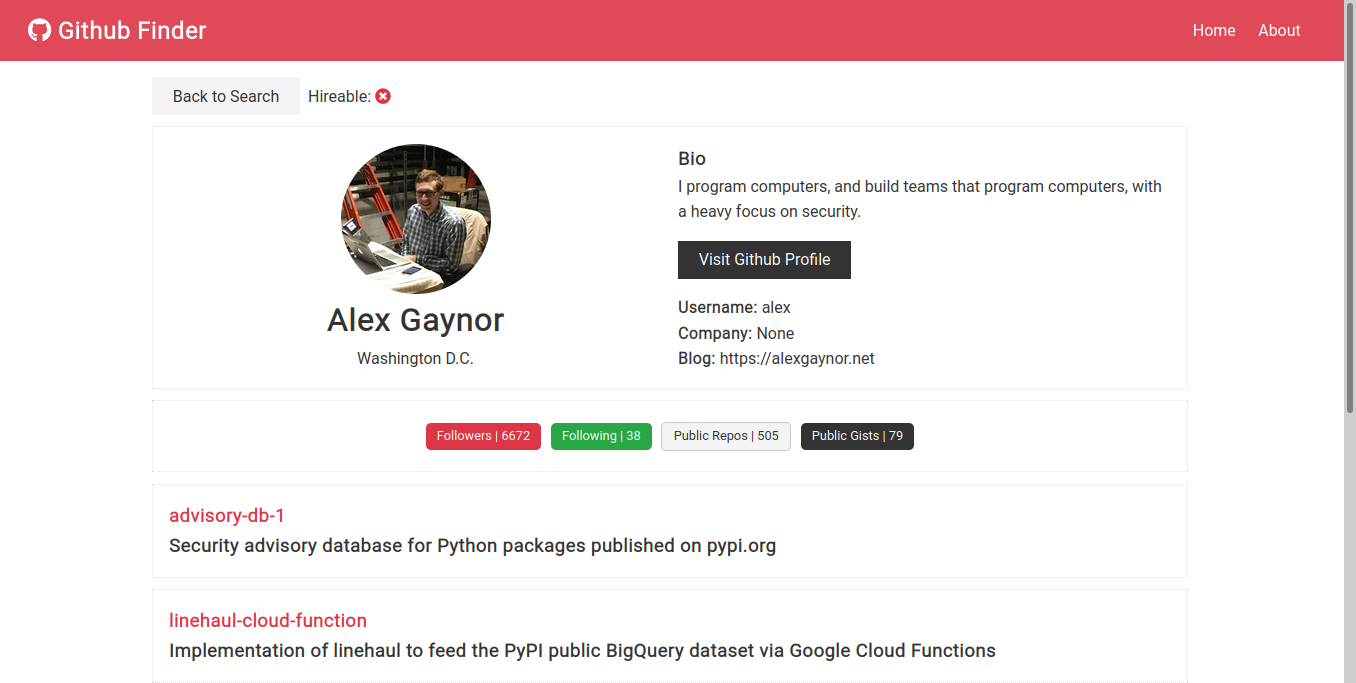 Github Finder
Home
About
Back to Search
Hireable:
Alex Gaynor
Washington D.C.
Bio
I program computers, and build teams that program computers, with
a heavy focus on security.
Visit Github Profile
Username: alex
Company: None
Blog: https://alexgaynor.net
Followers | 6672
Following | 38
Public Repos | 505
Public Gists | 79
advisory-db-1
Security advisory database for Python packages published on pypi.org
linehaul-cloud-function
Implementation of linehaul to feed the PyPI public BigQuery dataset via Google Cloud Functions